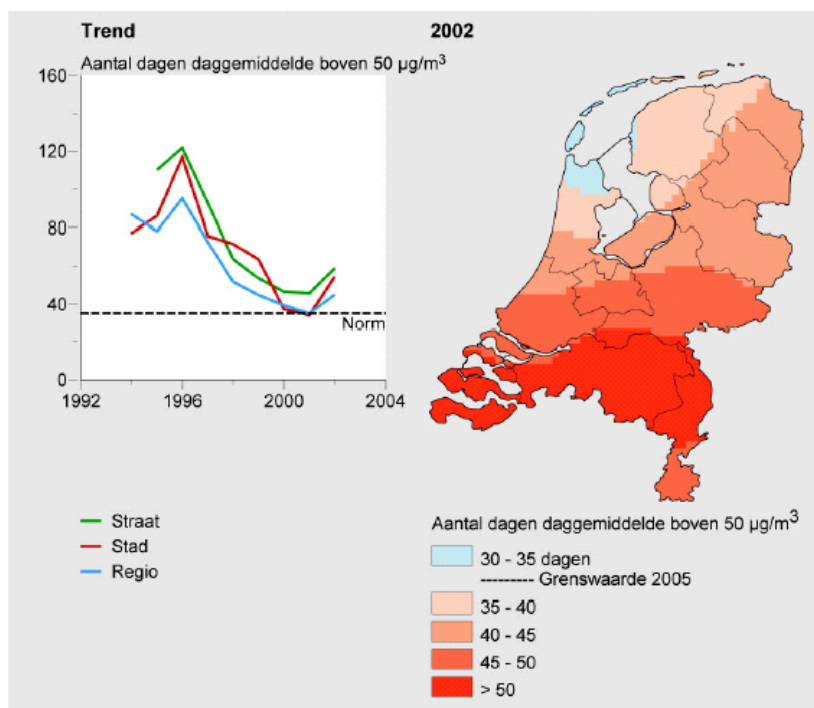 Trend
Aantal dagen daggemiddelde boven 50 µg/m³
160
120
80
40
0
Norm
1992
1996
2000
2004
Straat
Stad
Regio
2002
Aantal dagen daggemiddelde boven 50 µg/m³
30 - 35 dagen
--------- Grenswaarde 2005
35 - 40
40 - 45
45 - 50
> 50